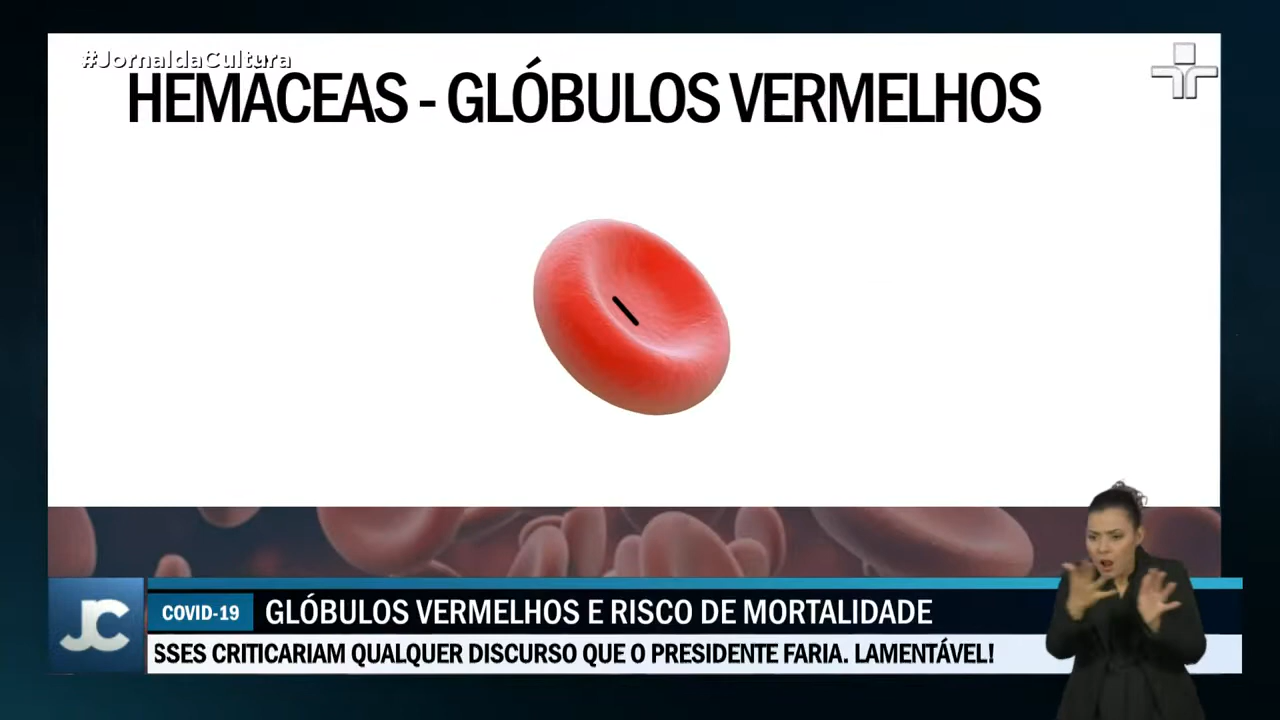 #JornaldaCultura
HEMACEAS - GLÓBULOS VERMELHOS
JC
COVID-19
GLÓBULOS VERMELHOS E RISCO DE MORTALIDADE
SSES CRITICARIAM QUALQUER DISCURSO QUE O PRESIDENTE FARIA. LAMENTÁVEL!